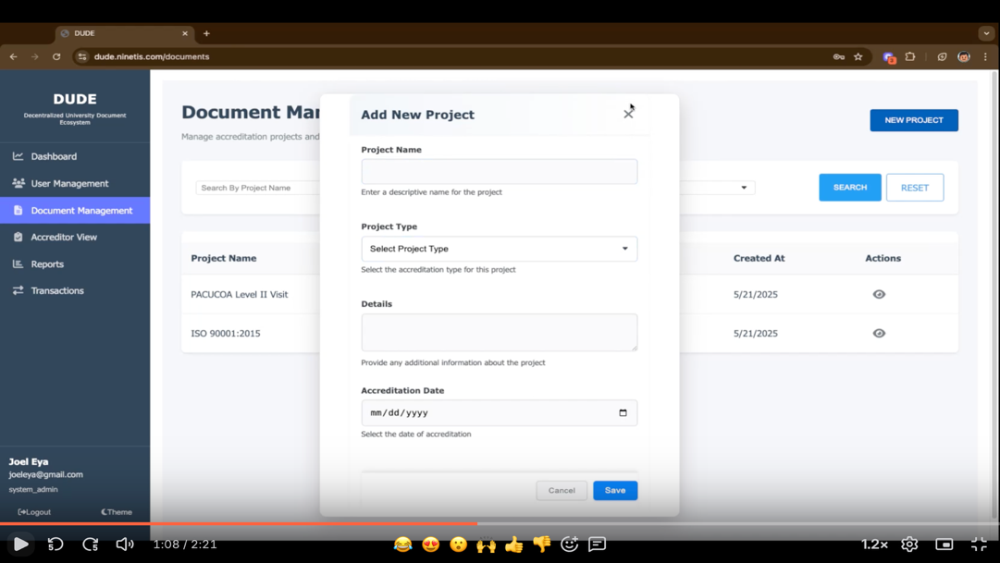 DUDE
dude.ninetis.com/documents
DUDE
Decentralized University Document
Ecosystem
Dashboard
User Management
Document Management
Accreditor View
Reports
Transactions
Joel Eya
joeleya@gmail.com
system_admin
Logout
Theme
Document Mar
Manage accreditation projects and
NEW PROJECT
Search By Project Name
SEARCH
RESET
Project Name
Created At
Actions
PACUCOA Level II Visit
5/21/2025
ISO 90001:2015
5/21/2025
Add New Project
Project Name
Enter a descriptive name for the project
Project Type
Select Project Type
Select the accreditation type for this project
Details
Provide any additional information about the project
Accreditation Date
mm/dd/yyyy
Select the date of accreditation
Cancel
Save
1:08 / 2:21
1.2×